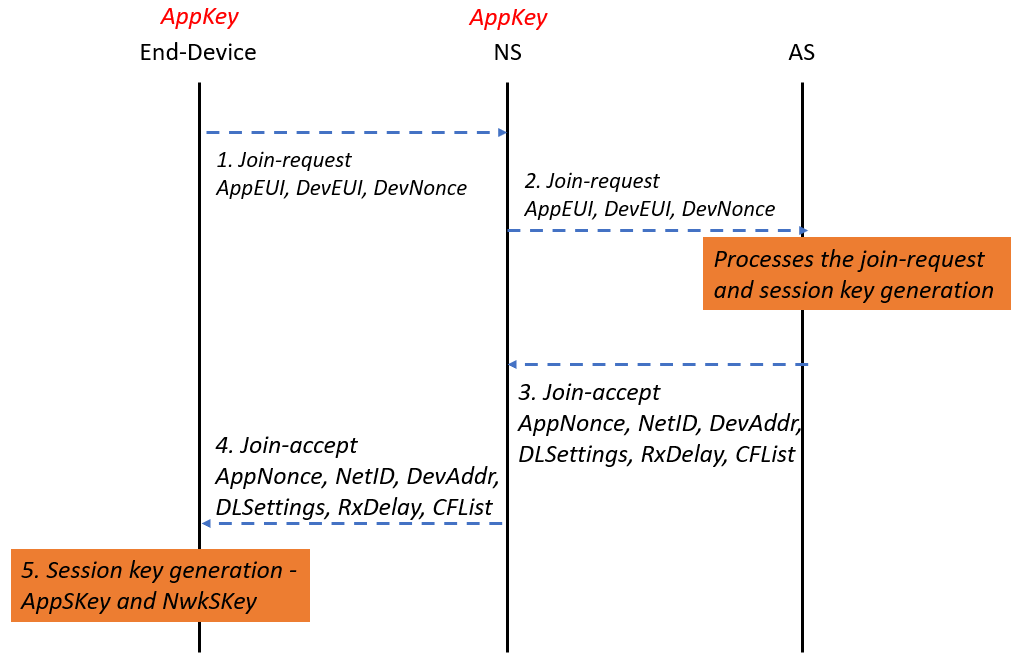 AppKey
AppKey
End-Device
NS
AS
1. Join-request
AppEUI, DevEUI, DevNonce
2. Join-request
AppEUI, DevEUI, DevNonce
Processes the join-request
and session key generation
3. Join-accept
AppNonce, NetID, DevAddr,
DLSettings, RxDelay, CFList
4. Join-accept
AppNonce, NetID, DevAddr,
DLSettings, RxDelay, CFList
5. Session key generation -
AppSKey and NwkSKey